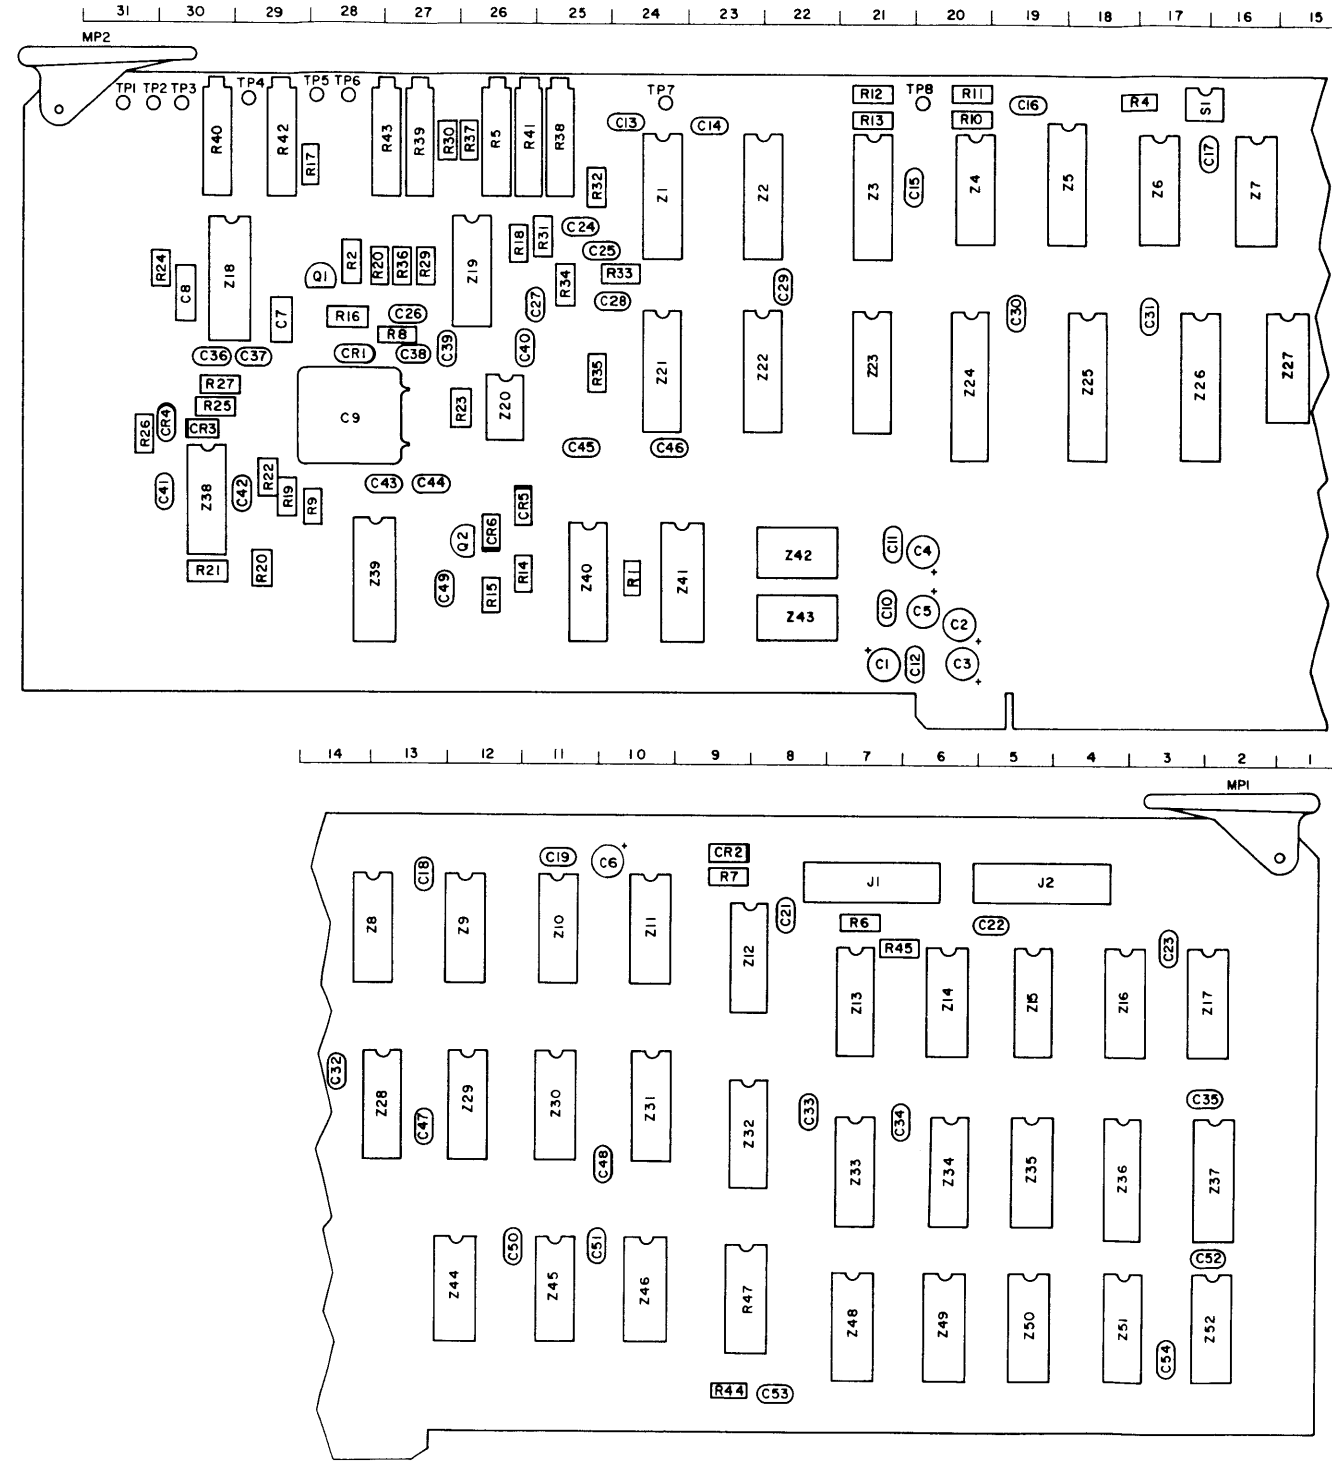 31 30 29 28 27 26 25 24 23 22 21 20 19 18 17 16 15
MP2
TP1 TP2 TP3 TP4 TP5 TP6 TP7 TP8
R12 R11 C16 R4 S1
R13 R10
C13 C14
R40 R42 R17 R43 R39 R30 R37 R5 R41 R38 R32
Z1 Z2 Z3 C15 Z4 Z5 Z6 C17 Z7
R24 C8 Z18 C7 Q1 R2 R20 R36 R29 Z19 R18 R31 C24
C25
R34 R33
C27 C28 C29
R16 C26
R8
C30 C31
C36 C37 CR1 C38 C39 C40
R27
R25
CR3
R26 CR4 C9 R23 Z20 R35 Z21 Z22 Z23 Z24 Z25 Z26 Z27
C45 C46
C41 Z38 C42 R22 R19 R9 C43 C44
CR5
Q2 CR6
R21 R20 Z39 C49 R15 R14 Z40 R1 Z41 Z42 C11 C4
Z43 C10 C5 C2
C1 C12 C3
14 13 12 11 10 9 8 7 6 5 4 3 2 1
MP1
C18 C19 C6 CR2
R7
J1 J2
Z8 Z9 Z10 Z11 Z12 C21 R6 C22
R45 C23
Z13 Z14 Z15 Z16 Z17
C32 Z28 C47 Z29 Z30 C48 Z31 Z32 C33 C34 C35
Z33 Z34 Z35 Z36 Z37
C50 C51 C52
Z44 Z45 Z46 R47 Z48 Z49 Z50 Z51 C54 Z52
R44 C53